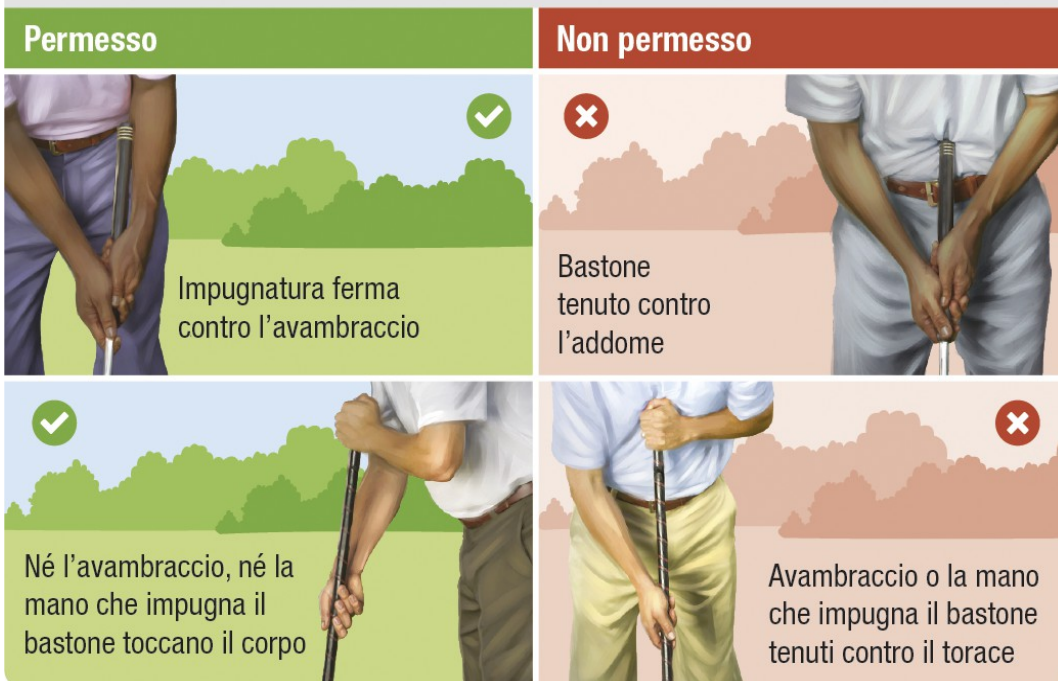 Permesso
Non permesso
Impugnatura ferma
contro l’avambraccio
Bastone
tenuto contro
l’addome
Né l’avambraccio, né la
mano che impugna il
bastone toccano il corpo
Avambraccio o la mano
che impugna il bastone
tenuti contro il torace